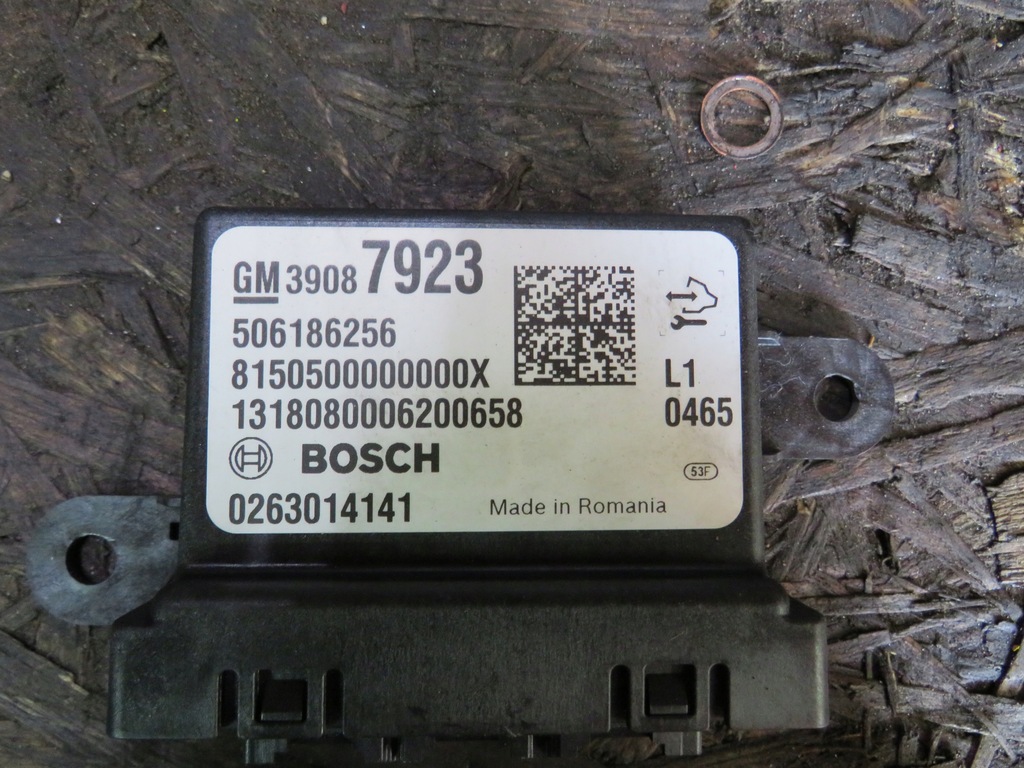 GM 3908 7923
506186256
8150500000000X
L1
1318080006200658
0465
BOSCH
53F
0263014141
Made in Romania